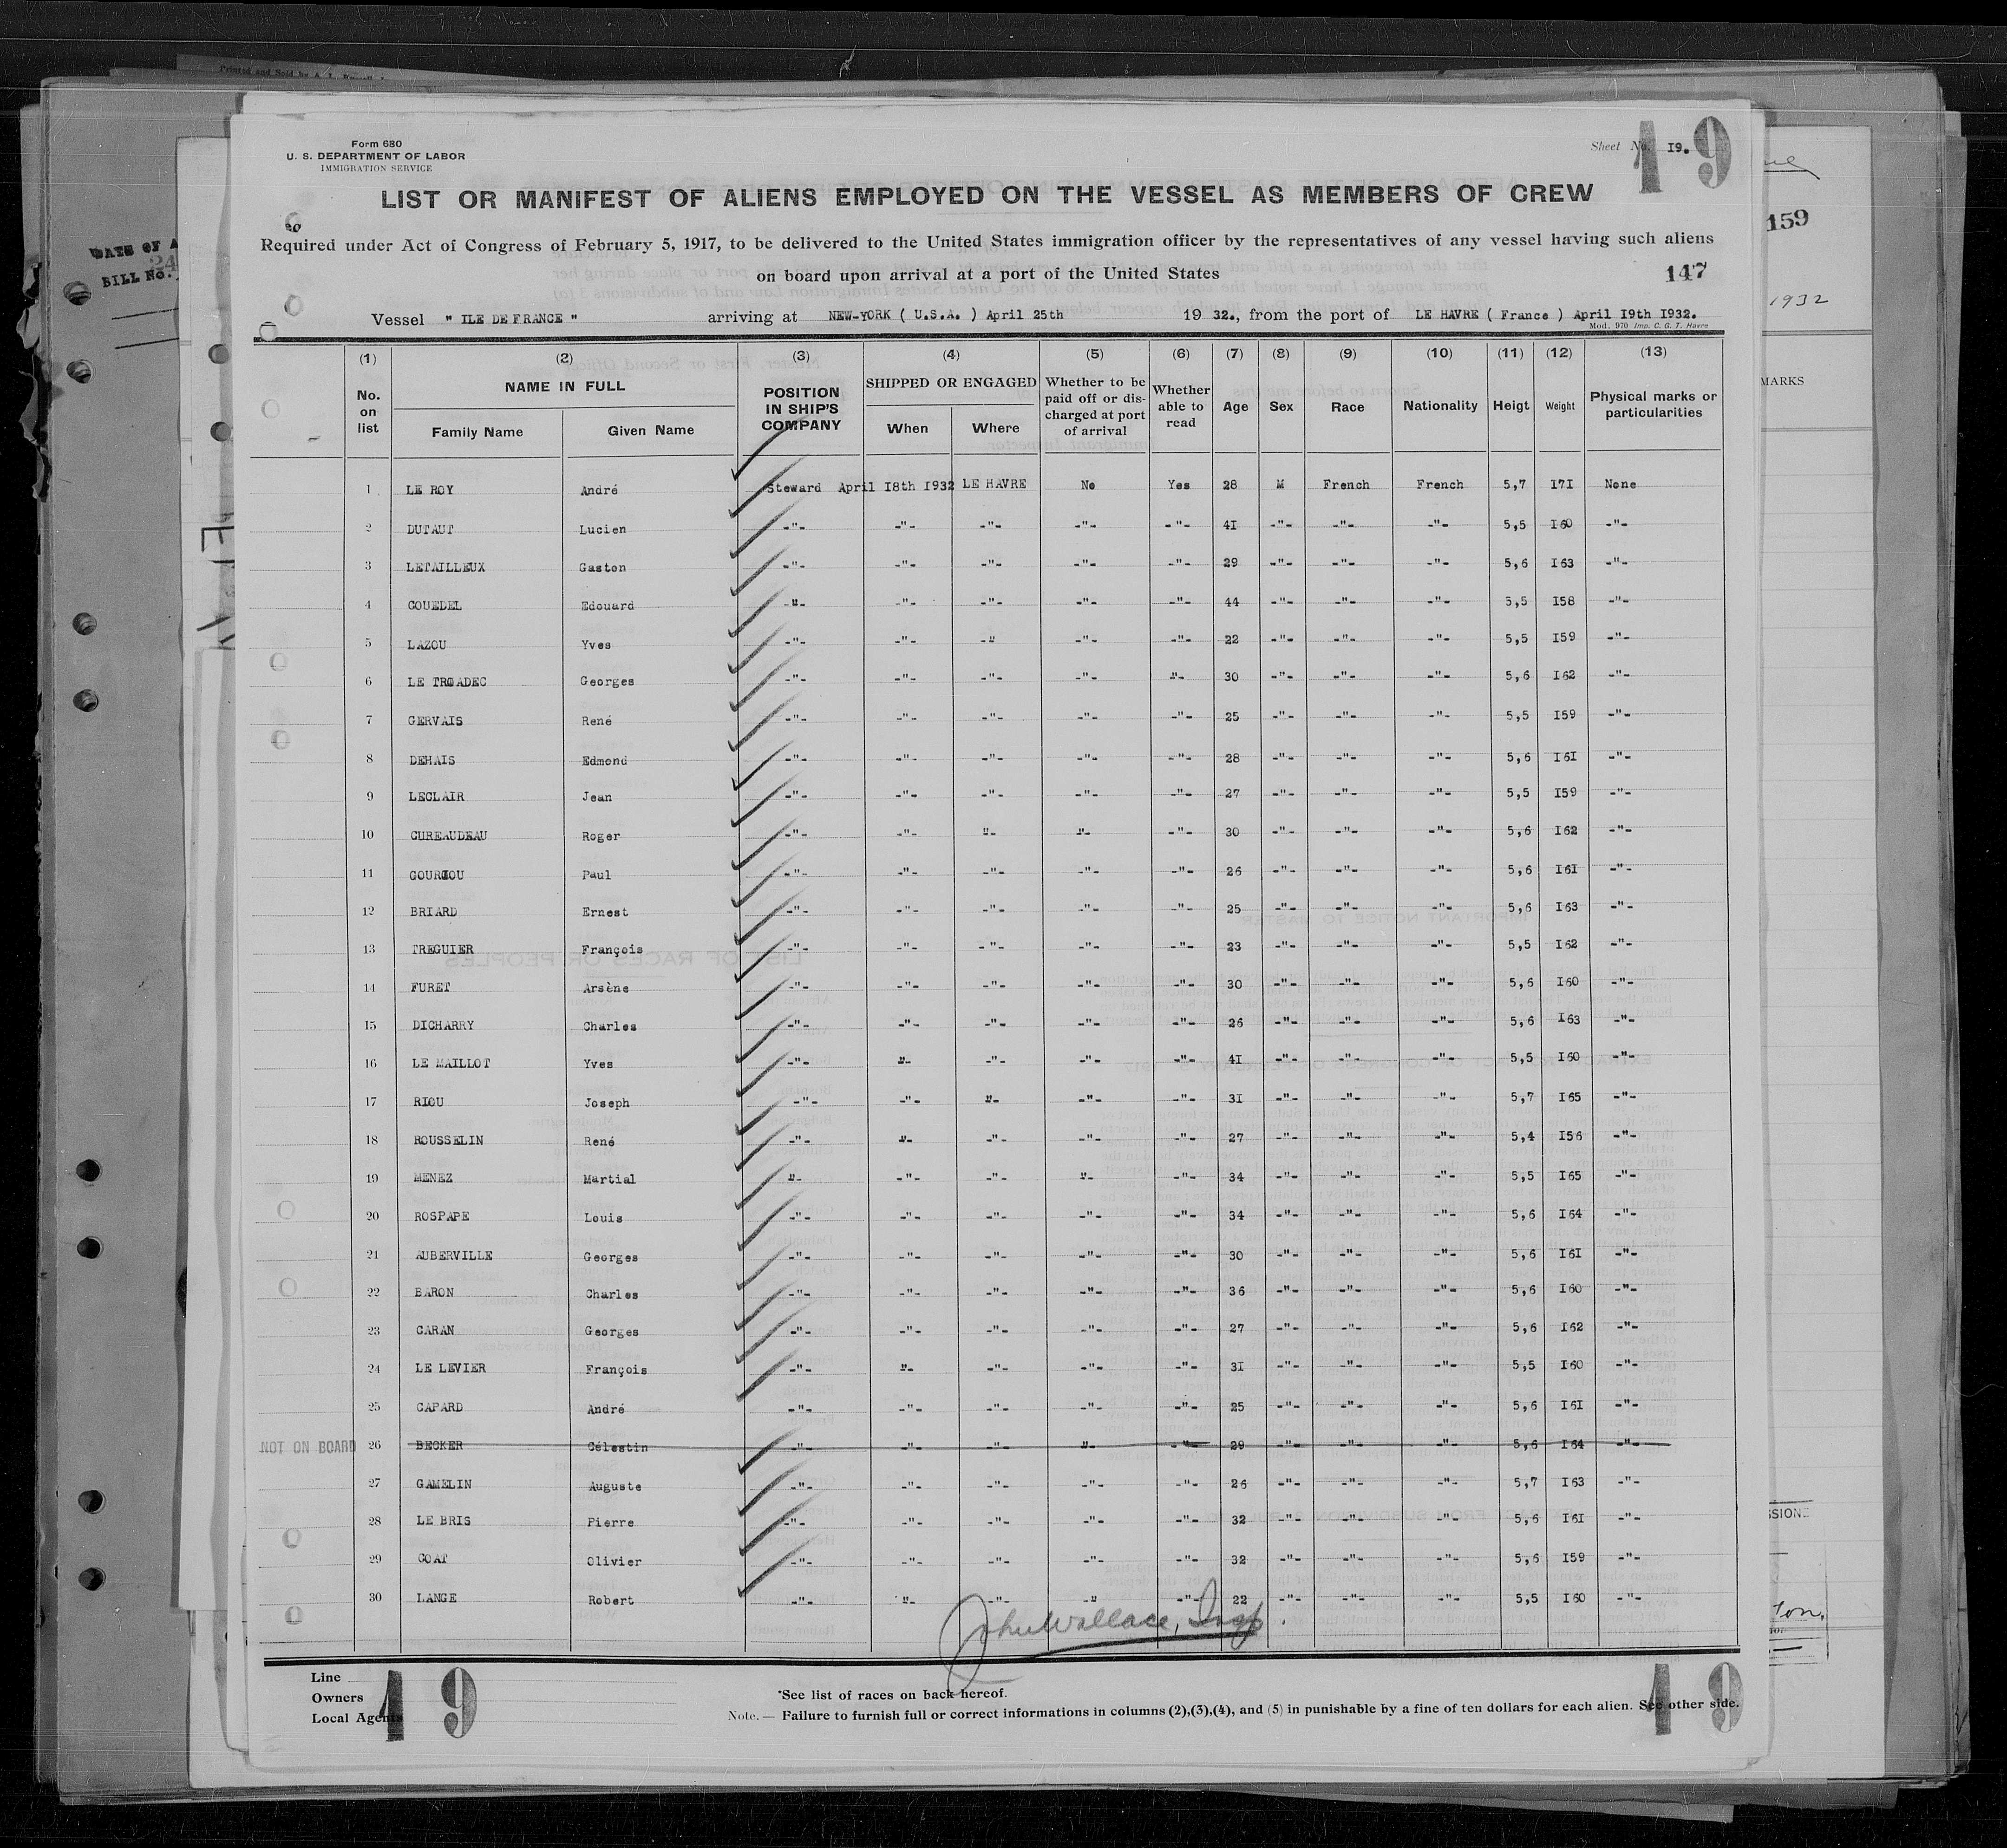 Printed and Sold by A. L. Russell
Form 680
U. S. DEPARTMENT OF LABOR
IMMIGRATION SERVICE
Sheet No. 19.
19
LIST OR MANIFEST OF ALIENS EMPLOYED ON THE VESSEL AS MEMBERS OF CREW
Required under Act of Congress of February 5, 1917, to be delivered to the United States immigration officer by the representatives of any vessel having such aliens
on board upon arrival at a port of the United States
147
159
1932
DATE OF A
BILL No.
24
Vessel " ILE DE FRANCE " arriving at NEW-YORK ( U.S.A. ) April 25th 19 32., from the port of LE HAVRE ( France ) April 19th 1932.
Mod. 970 Imp. C. G. T. Havre
(1) (2) (3) (4) (5) (6) (7) (8) (9) (10) (11) (12) (13)
No. on list NAME IN FULL Family Name Given Name POSITION IN SHIP'S COMPANY SHIPPED OR ENGAGED When Where Whether to be paid off or discharged at port of arrival Whether able to read Age Sex Race Nationality Heigt Weight Physical marks or particularities
MARKS
1 LE ROY André Steward April 18th 1932 LE HAVRE No Yes 28 M French French 5,7 171 None
2 DUTAUT Lucien -"- -"- -"- -"- -"- 41 -"- -"- -"- 5,5 160 -"-
3 LETAILLEUX Gaston -"- -"- -"- -"- -"- 29 -"- -"- -"- 5,6 163 -"-
4 COUEDEL Edouard -"- -"- -"- -"- -"- 44 -"- -"- -"- 5,5 158 -"-
5 LAZOU Yves -"- -"- -" -"- -"- 22 -"- -"- -"- 5,5 159 -"-
6 LE TROADEC Georges -"- -"- -"- -"- "- 30 -"- -"- -"- 5,6 162 -"-
7 GERVAIS René -"- -"- -"- -"- -"- 25 -"- -"- -"- 5,5 159 -"-
8 DEHAIS Edmond -"- -"- -"- -"- -"- 28 -"- -"- -"- 5,6 161 -"-
9 LECLAIR Jean -"- -"- -"- -"- -"- 27 -"- -"- -"- 5,5 159 -"-
10 CUREAUDEAU Roger -"- -"- "- "- -"- 30 -"- -"- -"- 5,6 162 -"-
11 GOURIOU Paul -"- -"- -"- -"- -"- 26 -"- -"- -"- 5,6 161 -"-
12 BRIARD Ernest -"- -"- -"- -"- -"- 25 -"- -"- -"- 5,6 163 -"-
13 TREGUIER François -"- -"- -"- -"- -"- 23 -"- -"- -"- 5,5 162 -"-
14 FURET Arsène -"- -"- -"- -"- -"- 30 -"- -"- -"- 5,6 160 -"-
15 DICHARRY Charles -"- -"- -"- -"- -"- 26 -"- -"- -"- 5,6 163 -"-
16 LE MAILLOT Yves -"- "- -"- -"- -"- 41 -"- -"- -"- 5,5 160 -"-
17 RIOU Joseph -"- -"- "- -"- -"- 31 -"- -"- -"- 5,7 165 -"-
18 ROUSSELIN René -"- "- -"- -"- -"- 27 -"- -"- -"- 5,4 156 -"-
19 MENEZ Martial "- -"- -"- "- -"- 34 -"- -"- -"- 5,5 165 -"-
20 ROSPAPE Louis -"- -"- -"- -"- -"- 34 -"- -"- -"- 5,6 164 -"-
21 AUBERVILLE Georges -"- -"- -"- -"- -"- 30 -"- -"- -"- 5,6 161 -"-
22 BARON Charles -"- -"- -"- -"- -"- 36 -"- -"- -"- 5,6 160 -"-
23 CARAN Georges -"- -"- -"- -"- -"- 27 -"- -"- -"- 5,6 162 -"-
24 LE LEVIER François -"- "- -"- -"- -"- 31 -"- -"- -"- 5,5 160 -"-
25 CAPARD André -"- -"- -"- -"- -"- 25 -"- -"- -"- 5,6 161 -"-
NOT ON BOARD 26 BECKER Célestin -"- -"- -"- "- -"- 29 -"- -"- -"- 5,6 164 -"-
27 GAMELIN Auguste -"- -"- -"- -"- -"- 26 -"- -"- -"- 5,7 163 -"-
28 LE BRIS Pierre -"- -"- -"- -"- -"- 32 -"- -"- -"- 5,6 161 -"-
29 GOAT Olivier -"- -"- -"- -"- -"- 32 -"- -"- -"- 5,6 159 -"-
30 LANGE Robert -"- "- -"- -" -"- 22 -"- -"- -"- 5,5 160 -"-
John Wallace, Insp
Line
Owners
Local Agents
19
*See list of races on back hereof.
Note. — Failure to furnish full or correct informations in columns (2),(3),(4), and (5) in punishable by a fine of ten dollars for each alien. See other side.
19